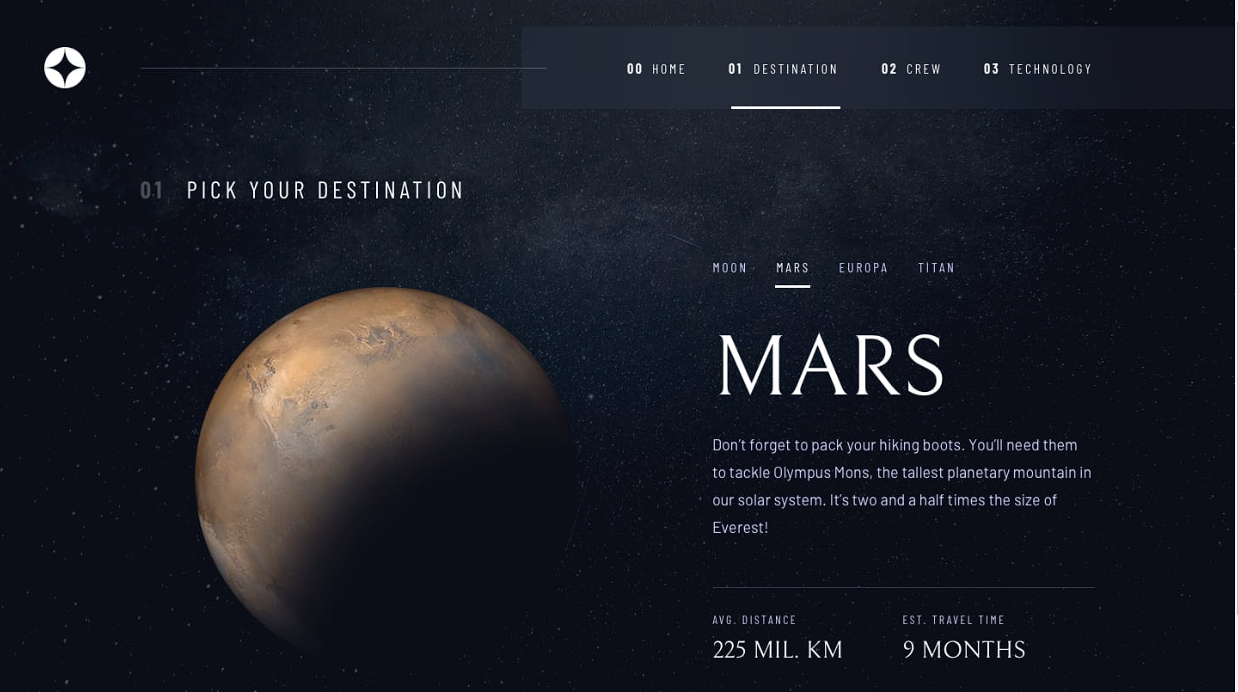 00 HOME 01 DESTINATION 02 CREW 03 TECHNOLOGY
01 PICK YOUR DESTINATION
MOON MARS EUROPA TITAN
MARS
Don’t forget to pack your hiking boots. You’ll need them
to tackle Olympus Mons, the tallest planetary mountain in
our solar system. It’s two and a half times the size of
Everest!
AVG. DISTANCE EST. TRAVEL TIME
225 MIL. KM 9 MONTHS